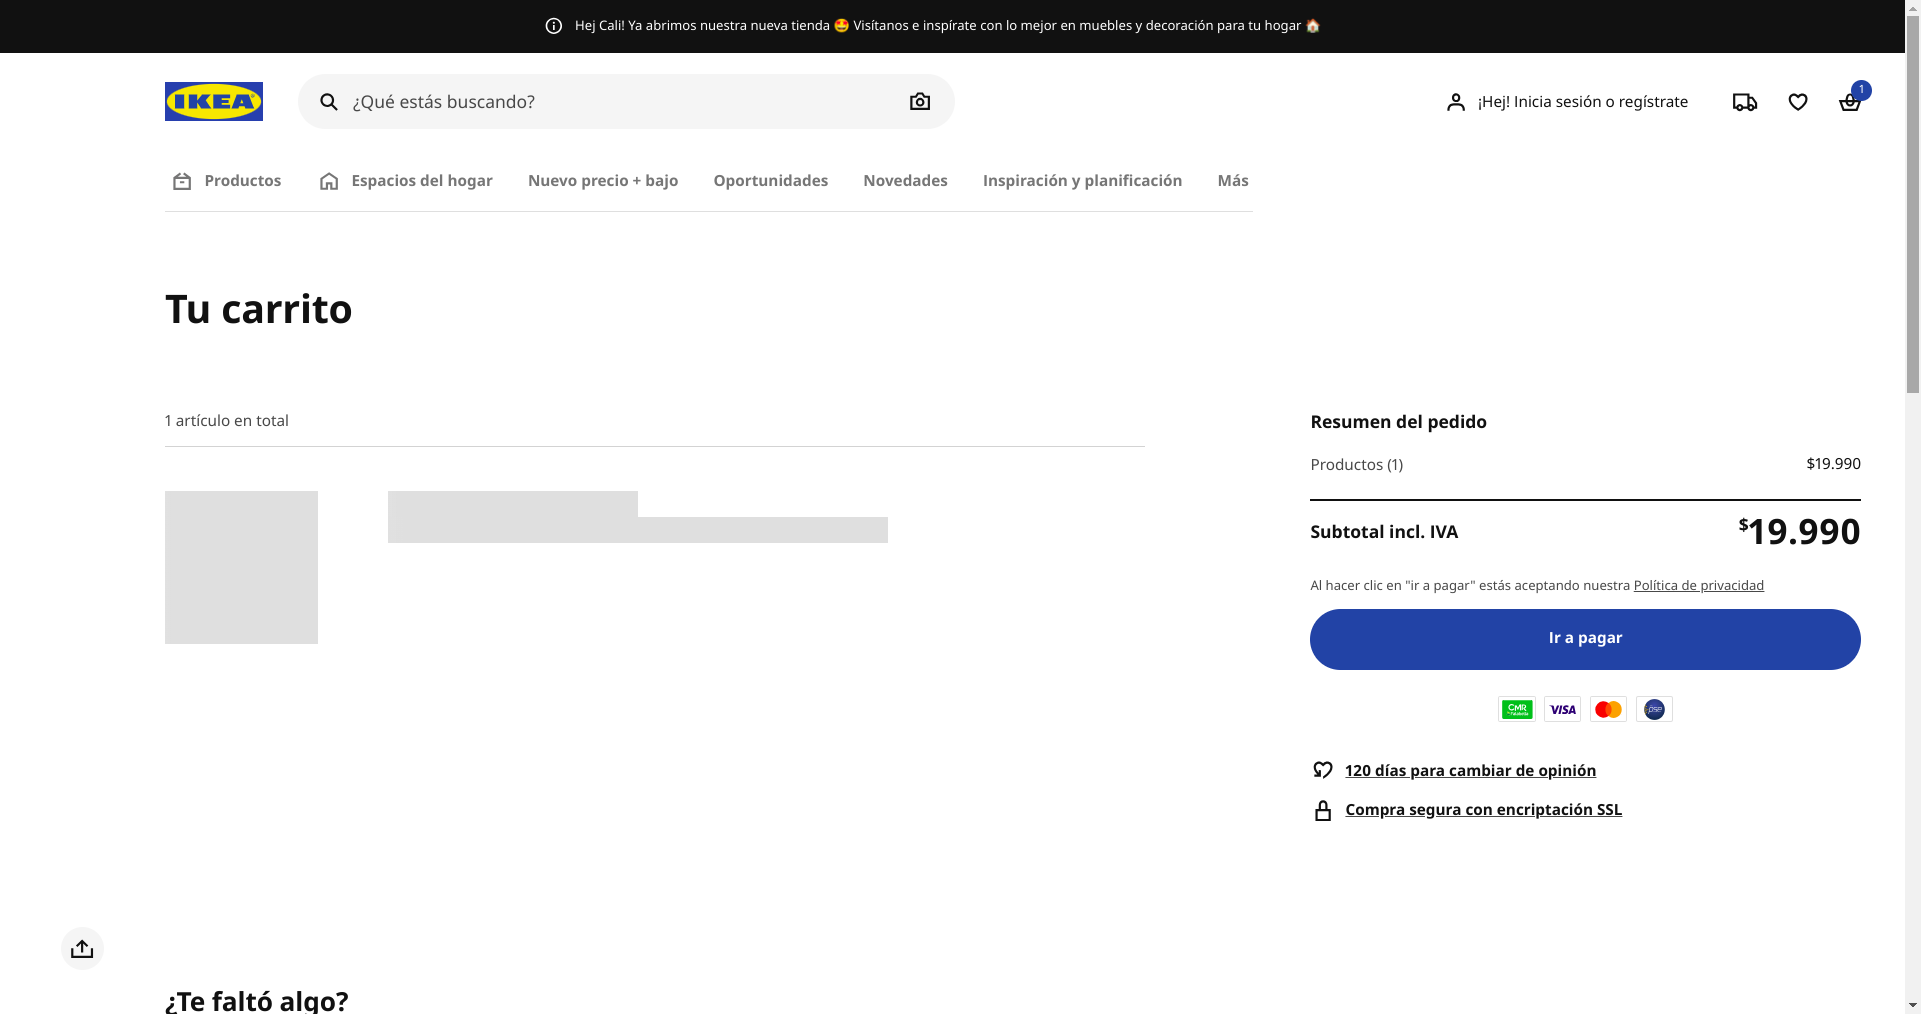 Hej Cali! Ya abrimos nuestra nueva tienda 🤩 Visítanos e inspírate con lo mejor en muebles y decoración para tu hogar 🏠
IKEA
¿Qué estás buscando?
¡Hej! Inicia sesión o regístrate
1
Productos
Espacios del hogar
Nuevo precio + bajo
Oportunidades
Novedades
Inspiración y planificación
Más
Tu carrito
1 artículo en total
Resumen del pedido
Productos (1)
$19.990
Subtotal incl. IVA
$19.990
Al hacer clic en "ir a pagar" estás aceptando nuestra Política de privacidad
Ir a pagar
CMR
VISA
pse
120 días para cambiar de opinión
Compra segura con encriptación SSL
¿Te faltó algo?